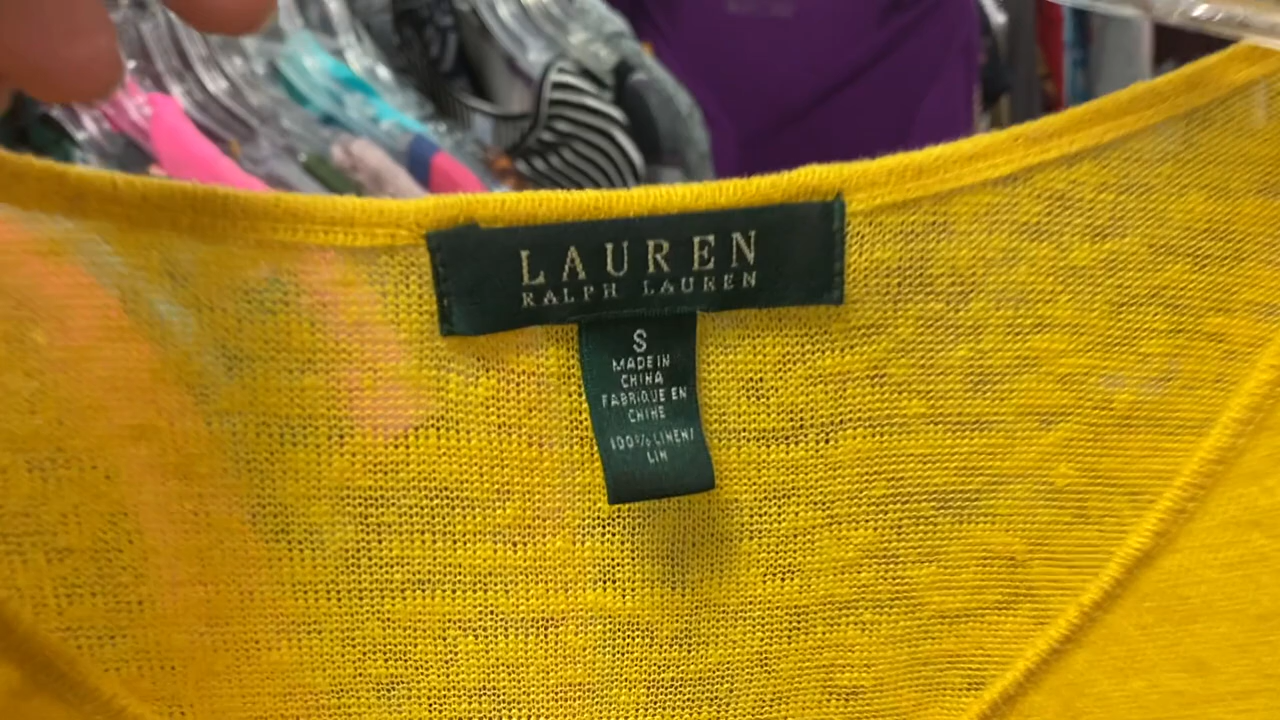 LAUREN
RALPH LAUREN
S
MADE IN
CHINA
FABRIQUE EN
CHINE
100% LINEN/
LIN